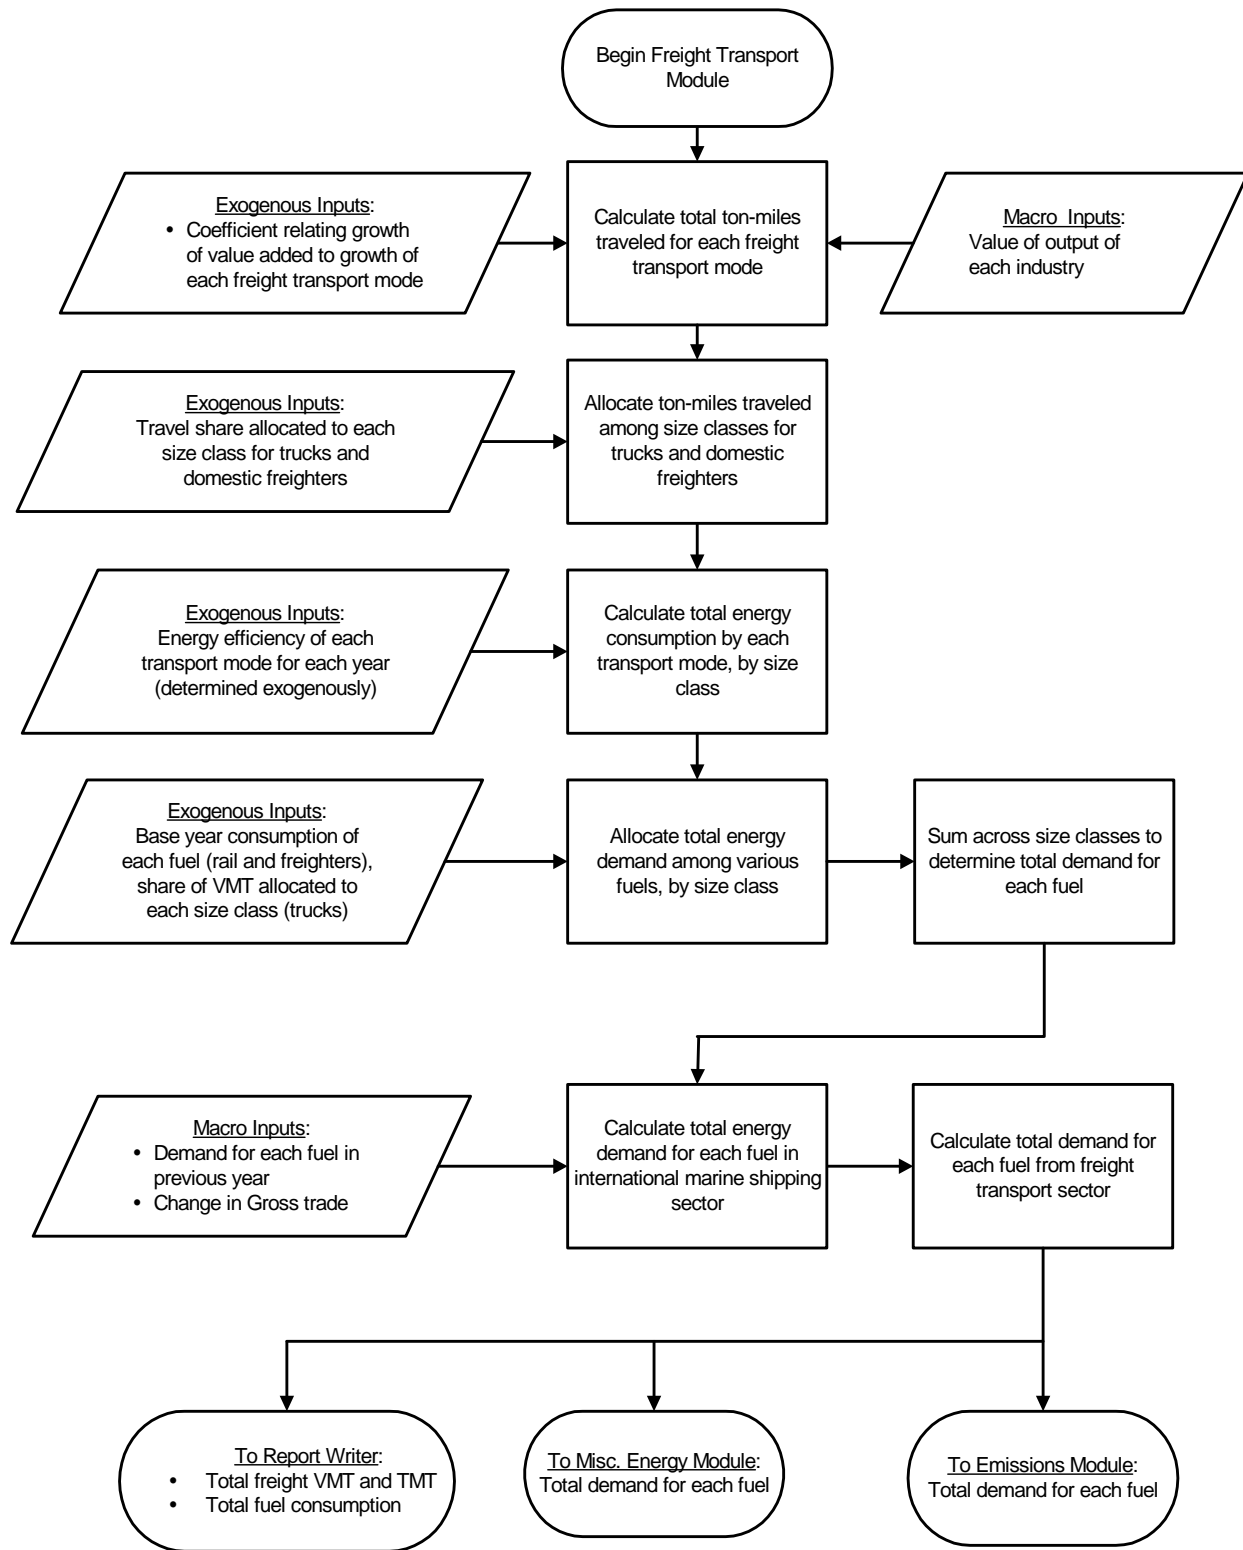 Begin Freight Transport
Module
Exogenous Inputs:
• Coefficient relating growth
of value added to growth of
each freight transport mode
Calculate total ton-miles
traveled for each freight
transport mode
Macro Inputs:
Value of output of
each industry
Exogenous Inputs:
Travel share allocated to each
size class for trucks and
domestic freighters
Allocate ton-miles traveled
among size classes for
trucks and domestic
freighters
Exogenous Inputs:
Energy efficiency of each
transport mode for each year
(determined exogenously)
Calculate total energy
consumption by each
transport mode, by size
class
Exogenous Inputs:
Base year consumption of
each fuel (rail and freighters),
share of VMT allocated to
each size class (trucks)
Allocate total energy
demand among various
fuels, by size class
Sum across size classes to
determine total demand for
each fuel
Macro Inputs:
• Demand for each fuel in
previous year
• Change in Gross trade
Calculate total energy
demand for each fuel in
international marine shipping
sector
Calculate total demand for
each fuel from freight
transport sector
To Report Writer:
• Total freight VMT and TMT
• Total fuel consumption
To Misc. Energy Module:
Total demand for each fuel
To Emissions Module:
Total demand for each fuel